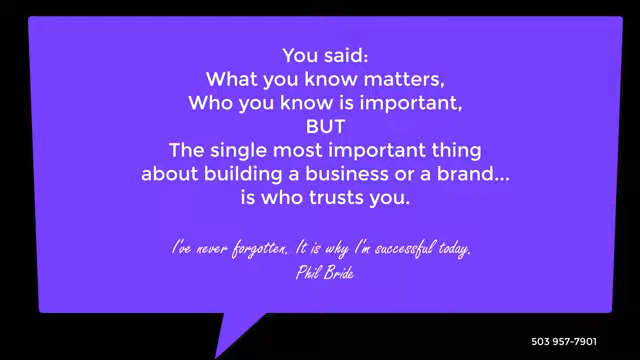 You said:
What you know matters,
Who you know is important,
BUT
The single most important thing
about building a business or a brand...
is who trusts you.
I've never forgotten. It is why I'm successful today.
Phil Bride
503 957-7901